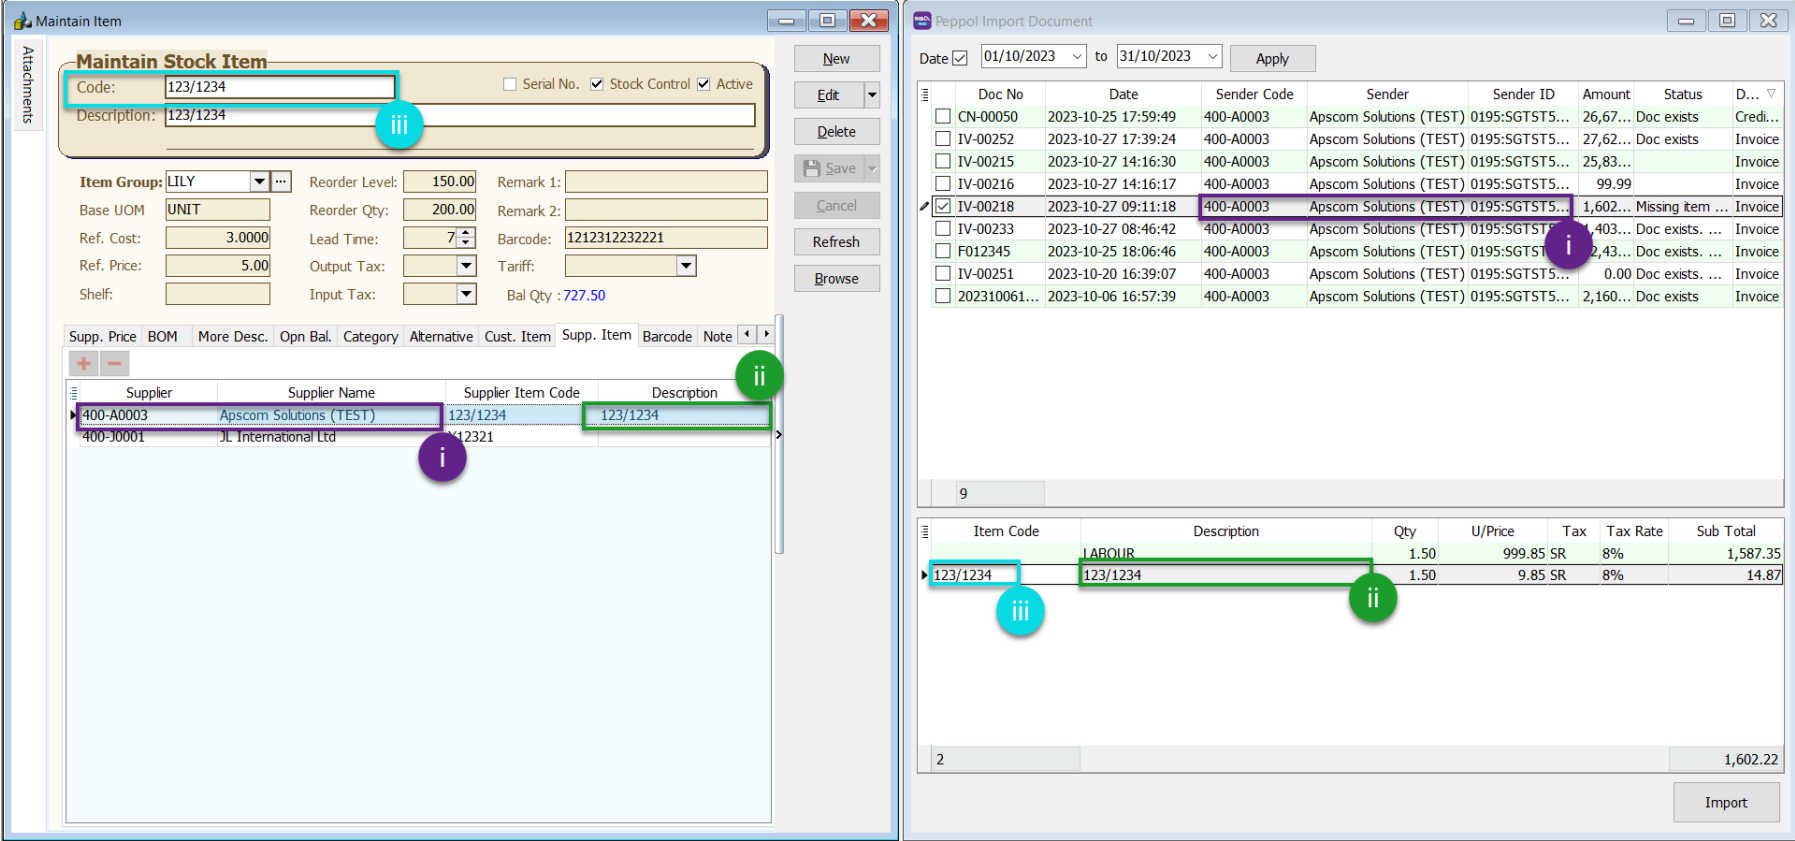 Maintain Item
Attachments
Maintain Stock Item
Code: 123/1234
Serial No. Stock Control Active
Description: 123/1234
iii
Item Group: LILY ... Reorder Level: 150.00 Remark 1:
Base UOM UNIT Reorder Qty: 200.00 Remark 2:
Ref. Cost: 3.0000 Lead Time: 7 Barcode: 1212312232221
Ref. Price: 5.00 Output Tax: Tariff:
Shelf: Input Tax: Bal Qty : 727.50
New
Edit
Delete
Save
Cancel
Refresh
Browse
Supp. Price BOM More Desc. Opn Bal. Category Alternative Cust. Item Supp. Item Barcode Note
ii
Supplier Supplier Name Supplier Item Code Description
400-A0003 Apscom Solutions (TEST) 123/1234 123/1234
400-J0001 JL International Ltd 12321
i
Peppol Import Document
Date 01/10/2023 to 31/10/2023 Apply
Doc No Date Sender Code Sender Sender ID Amount Status D...
CN-00050 2023-10-25 17:59:49 400-A0003 Apscom Solutions (TEST) 0195:SGTST5... 26,67... Doc exists Credi...
IV-00252 2023-10-27 17:39:24 400-A0003 Apscom Solutions (TEST) 0195:SGTST5... 27,62... Doc exists Invoice
IV-00215 2023-10-27 14:16:30 400-A0003 Apscom Solutions (TEST) 0195:SGTST5... 25,83... Invoice
IV-00216 2023-10-27 14:16:17 400-A0003 Apscom Solutions (TEST) 0195:SGTST5... 99.99 Invoice
IV-00218 2023-10-27 09:11:18 400-A0003 Apscom Solutions (TEST) 0195:SGTST5... 1,602... Missing item ... Invoice
IV-00233 2023-10-27 08:46:42 400-A0003 Apscom Solutions (TEST) 0195:SGTST5... ,403... Doc exists. ... Invoice
F012345 2023-10-25 18:06:46 400-A0003 Apscom Solutions (TEST) 0195:SGTST5... 2,43... Doc exists. ... Invoice
IV-00251 2023-10-20 16:39:07 400-A0003 Apscom Solutions (TEST) 0195:SGTST5... 0.00 Doc exists. ... Invoice
202310061... 2023-10-06 16:57:39 400-A0003 Apscom Solutions (TEST) 0195:SGTST5... 2,160... Doc exists Invoice
i
9
Item Code Description Qty U/Price Tax Tax Rate Sub Total
LABOUR 1.50 999.85 SR 8% 1,587.35
123/1234 123/1234 1.50 9.85 SR 8% 14.87
iii
ii
2 1,602.22
Import